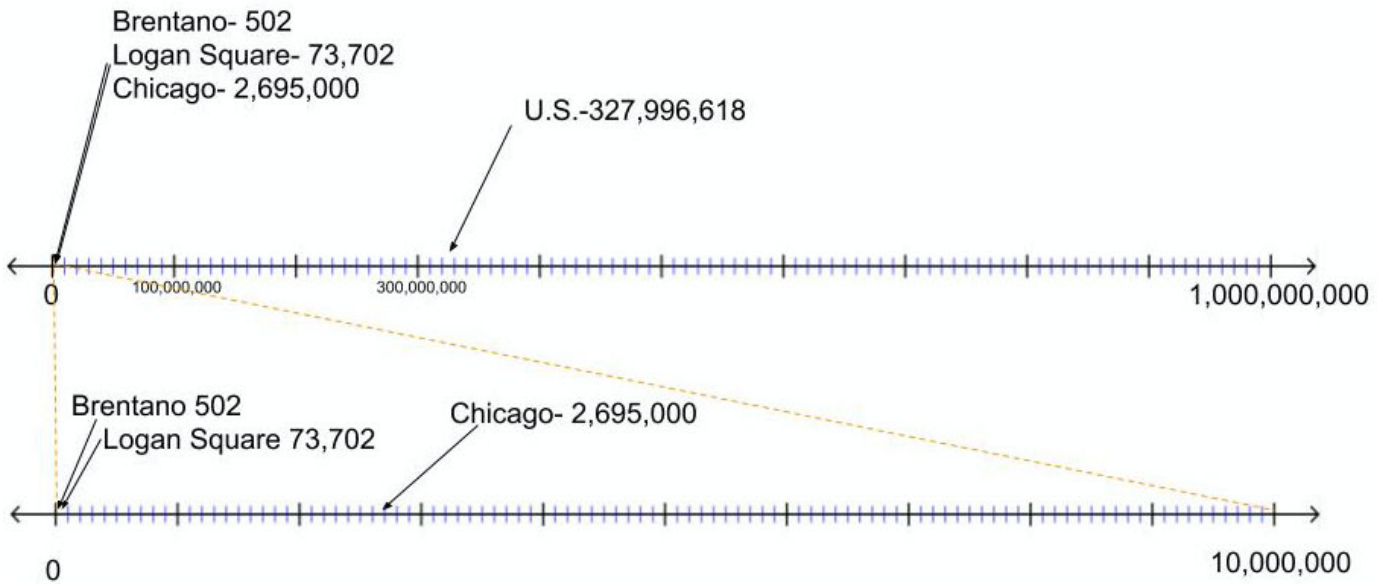 Brentano- 502
Logan Square- 73,702
Chicago- 2,695,000
U.S.-327,996,618
0
100,000,000
300,000,000
1,000,000,000
Brentano 502
Logan Square 73,702
Chicago- 2,695,000
0
10,000,000